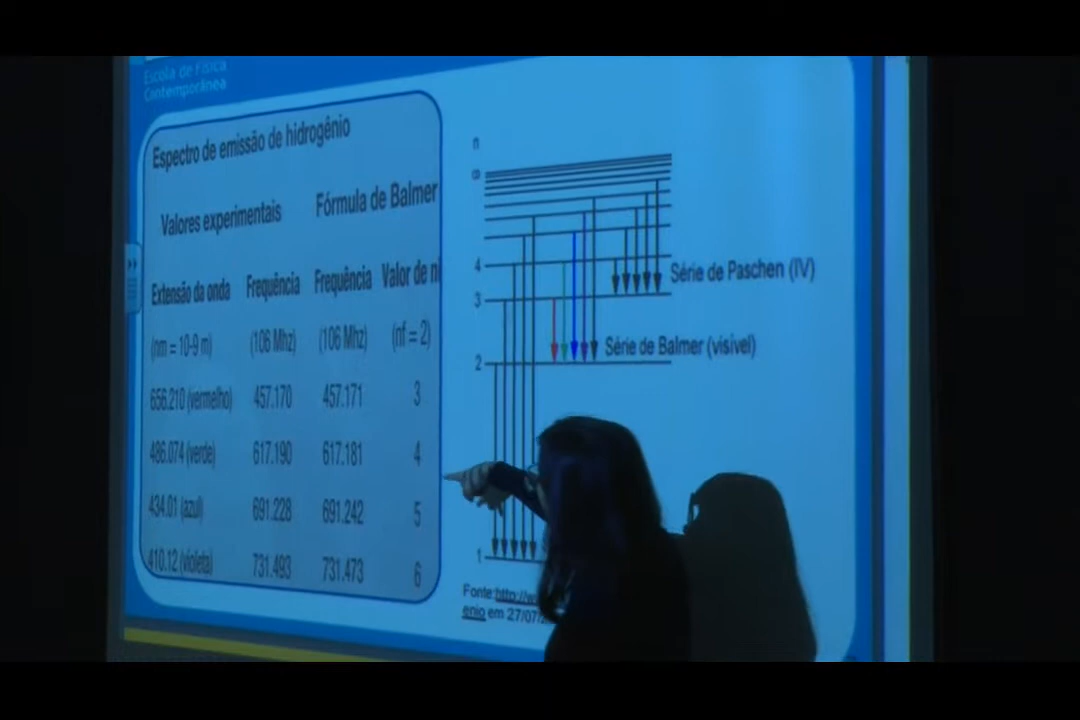 Escola de Física
Contemporânea
Espectro de emissão de hidrogênio
Valores experimentais Fórmula de Balmer
Extensão da onda Frequência Frequência Valor de n
(nm = 10-9 m) (106 Mhz) (106 Mhz) (nf = 2)
656.210 (vermelho) 457.170 457.171 3
486.074 (verde) 617.190 617.181 4
434.01 (azul) 691.228 691.242 5
410.12 (violeta) 731.493 731.473 6
n
∞
4
Série de Paschen (IV)
3
Série de Balmer (visível)
2
1
Fonte:http://w
enio em 27/07/